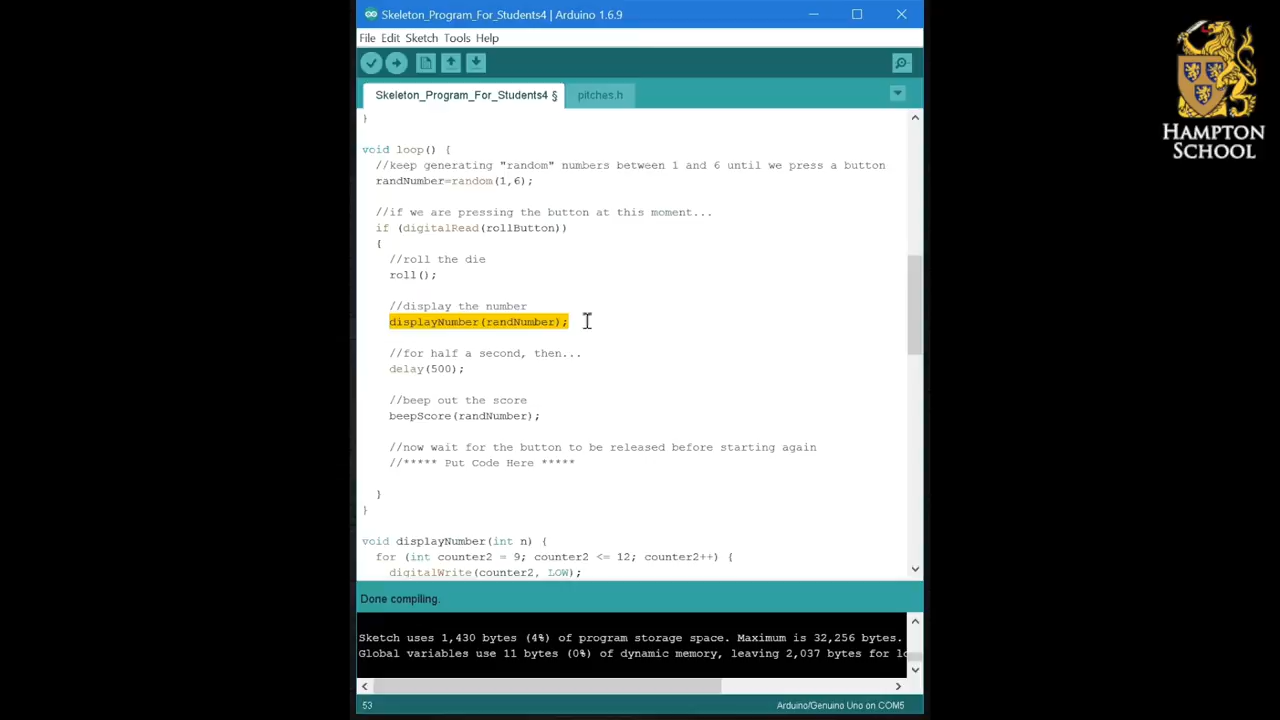 Skeleton_Program_For_Students4 | Arduino 1.6.9
File Edit Sketch Tools Help
Skeleton_Program_For_Students4 § pitches.h
}
void loop() {
//keep generating "random" numbers between 1 and 6 until we press a button
randNumber=random(1,6);
//if we are pressing the button at this moment...
if (digitalRead(rollButton))
{
//roll the die
roll();
//display the number
displayNumber(randNumber);
//for half a second, then...
delay(500);
//beep out the score
beepScore(randNumber);
//now wait for the button to be released before starting again
//***** Put Code Here *****
}
}
void displayNumber(int n) {
for (int counter2 = 9; counter2 <= 12; counter2++) {
digitalWrite(counter2, LOW);
Done compiling.
Sketch uses 1,430 bytes (4%) of program storage space. Maximum is 32,256 bytes.
Global variables use 11 bytes (0%) of dynamic memory, leaving 2,037 bytes for
53
Arduino/Genuino Uno on COM5
HAMPTON
SCHOOL